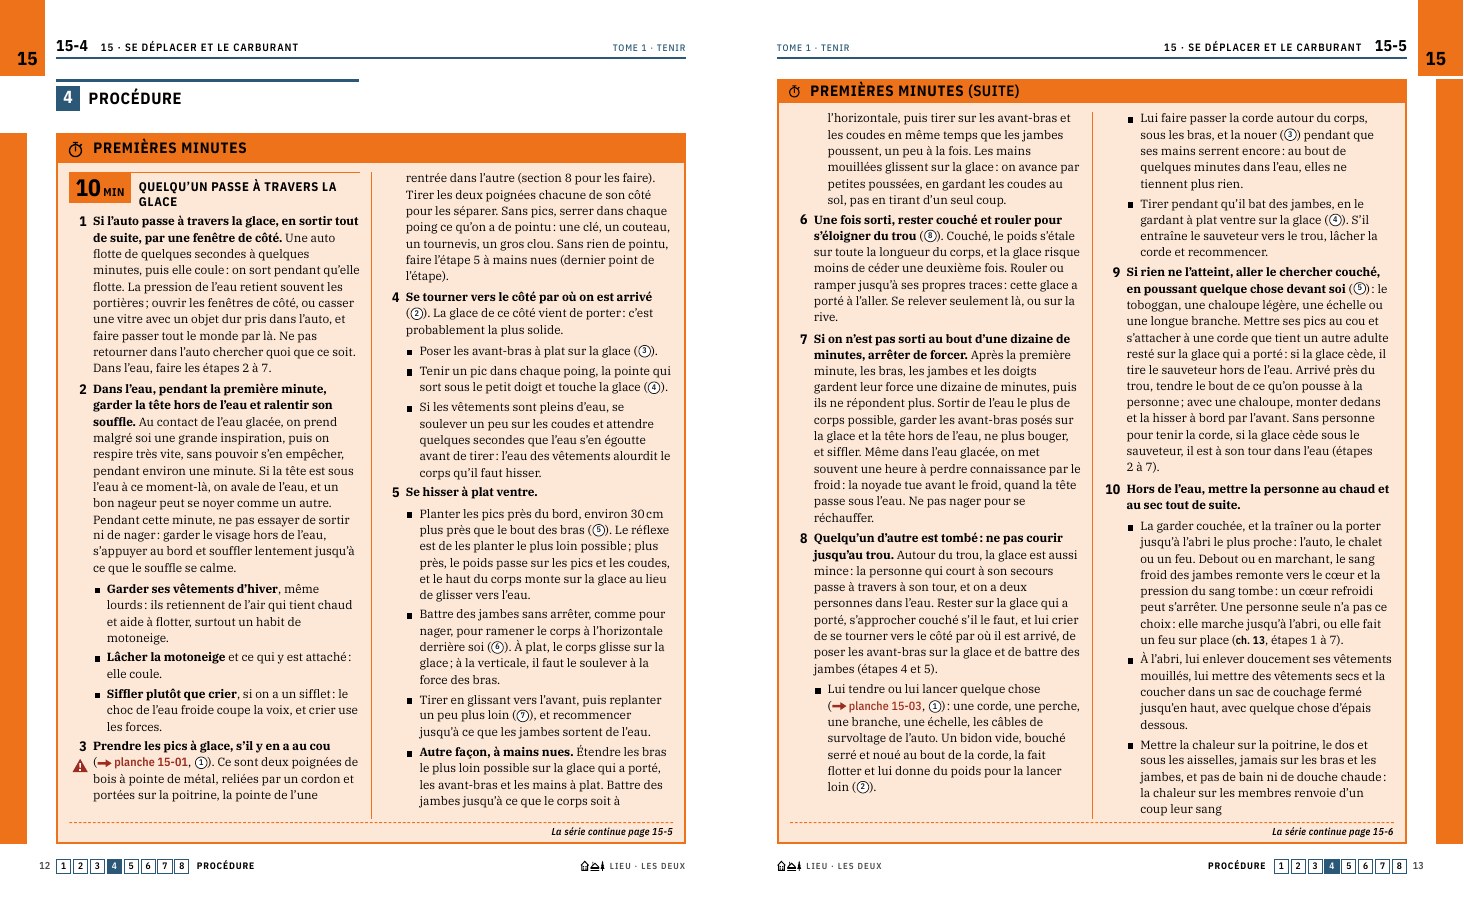 15
15-4 15 · SE DÉPLACER ET LE CARBURANT
TOME 1 · TENIR
4 PROCÉDURE
PREMIÈRES MINUTES
10 MIN QUELQU’UN PASSE À TRAVERS LA
GLACE
1 Si l’auto passe à travers la glace, en sortir tout
de suite, par une fenêtre de côté. Une auto
flotte de quelques secondes à quelques
minutes, puis elle coule : on sort pendant qu’elle
flotte. La pression de l’eau retient souvent les
portières ; ouvrir les fenêtres de côté, ou casser
une vitre avec un objet dur pris dans l’auto, et
faire passer tout le monde par là. Ne pas
retourner dans l’auto chercher quoi que ce soit.
Dans l’eau, faire les étapes 2 à 7.
2 Dans l’eau, pendant la première minute,
garder la tête hors de l’eau et ralentir son
souffle. Au contact de l’eau glacée, on prend
malgré soi une grande inspiration, puis on
respire très vite, sans pouvoir s’en empêcher,
pendant environ une minute. Si la tête est sous
l’eau à ce moment-là, on avale de l’eau, et un
bon nageur peut se noyer comme un autre.
Pendant cette minute, ne pas essayer de sortir
ni de nager : garder le visage hors de l’eau,
s’appuyer au bord et souffler lentement jusqu’à
ce que le souffle se calme.
■ Garder ses vêtements d’hiver, même
lourds : ils retiennent de l’air qui tient chaud
et aide à flotter, surtout un habit de
motoneige.
■ Lâcher la motoneige et ce qui y est attaché :
elle coule.
■ Siffler plutôt que crier, si on a un sifflet : le
choc de l’eau froide coupe la voix, et crier use
les forces.
3 Prendre les pics à glace, s’il y en a au cou
(➞ planche 15-01, ①). Ce sont deux poignées de
bois à pointe de métal, reliées par un cordon et
portées sur la poitrine, la pointe de l’une
rentrée dans l’autre (section 8 pour les faire).
Tirer les deux poignées chacune de son côté
pour les séparer. Sans pics, serrer dans chaque
poing ce qu’on a de pointu : une clé, un couteau,
un tournevis, un gros clou. Sans rien de pointu,
faire l’étape 5 à mains nues (dernier point de
l’étape).
4 Se tourner vers le côté par où on est arrivé
(②). La glace de ce côté vient de porter : c’est
probablement la plus solide.
■ Poser les avant-bras à plat sur la glace (③).
■ Tenir un pic dans chaque poing, la pointe qui
sort sous le petit doigt et touche la glace (④).
■ Si les vêtements sont pleins d’eau, se
soulever un peu sur les coudes et attendre
quelques secondes que l’eau s’en égoutte
avant de tirer : l’eau des vêtements alourdit le
corps qu’il faut hisser.
5 Se hisser à plat ventre.
■ Planter les pics près du bord, environ 30 cm
plus près que le bout des bras (⑤). Le réflexe
est de les planter le plus loin possible ; plus
près, le poids passe sur les pics et les coudes,
et le haut du corps monte sur la glace au lieu
de glisser vers l’eau.
■ Battre des jambes sans arrêter, comme pour
nager, pour ramener le corps à l’horizontale
derrière soi (⑥). À plat, le corps glisse sur la
glace ; à la verticale, il faut le soulever à la
force des bras.
■ Tirer en glissant vers l’avant, puis replanter
un peu plus loin (⑦), et recommencer
jusqu’à ce que les jambes sortent de l’eau.
■ Autre façon, à mains nues. Étendre les bras
le plus loin possible sur la glace qui a porté,
les avant-bras et les mains à plat. Battre des
jambes jusqu’à ce que le corps soit à
La série continue page 15-5
12 1 2 3 4 5 6 7 8 PROCÉDURE
LIEU · LES DEUX
TOME 1 · TENIR
15 · SE DÉPLACER ET LE CARBURANT 15-5
15
PREMIÈRES MINUTES (SUITE)
l’horizontale, puis tirer sur les avant-bras et
les coudes en même temps que les jambes
poussent, un peu à la fois. Les mains
mouillées glissent sur la glace : on avance par
petites poussées, en gardant les coudes au
sol, pas en tirant d’un seul coup.
6 Une fois sorti, rester couché et rouler pour
s’éloigner du trou (⑧). Couché, le poids s’étale
sur toute la longueur du corps, et la glace risque
moins de céder une deuxième fois. Rouler ou
ramper jusqu’à ses propres traces : cette glace a
porté à l’aller. Se relever seulement là, ou sur la
rive.
7 Si on n’est pas sorti au bout d’une dizaine de
minutes, arrêter de forcer. Après la première
minute, les bras, les jambes et les doigts
gardent leur force une dizaine de minutes, puis
ils ne répondent plus. Sortir de l’eau le plus de
corps possible, garder les avant-bras posés sur
la glace et la tête hors de l’eau, ne plus bouger,
et siffler. Même dans l’eau glacée, on met
souvent une heure à perdre connaissance par le
froid : la noyade tue avant le froid, quand la tête
passe sous l’eau. Ne pas nager pour se
réchauffer.
8 Quelqu’un d’autre est tombé : ne pas courir
jusqu’au trou. Autour du trou, la glace est aussi
mince : la personne qui court à son secours
passe à travers à son tour, et on a deux
personnes dans l’eau. Rester sur la glace qui a
porté, s’approcher couché s’il le faut, et lui crier
de se tourner vers le côté par où il est arrivé, de
poser les avant-bras sur la glace et de battre des
jambes (étapes 4 et 5).
■ Lui tendre ou lui lancer quelque chose
(➞ planche 15-03, ①) : une corde, une perche,
une branche, une échelle, les câbles de
survoltage de l’auto. Un bidon vide, bouché
serré et noué au bout de la corde, la fait
flotter et lui donne du poids pour la lancer
loin (②).
■ Lui faire passer la corde autour du corps,
sous les bras, et la nouer (③) pendant que
ses mains serrent encore : au bout de
quelques minutes dans l’eau, elles ne
tiennent plus rien.
■ Tirer pendant qu’il bat des jambes, en le
gardant à plat ventre sur la glace (④). S’il
entraîne le sauveteur vers le trou, lâcher la
corde et recommencer.
9 Si rien ne l’atteint, aller le chercher couché,
en poussant quelque chose devant soi (⑤) : le
toboggan, une chaloupe légère, une échelle ou
une longue branche. Mettre ses pics au cou et
s’attacher à une corde que tient un autre adulte
resté sur la glace qui a porté : si la glace cède, il
tire le sauveteur hors de l’eau. Arrivé près du
trou, tendre le bout de ce qu’on pousse à la
personne ; avec une chaloupe, monter dedans
et la hisser à bord par l’avant. Sans personne
pour tenir la corde, si la glace cède sous le
sauveteur, il est à son tour dans l’eau (étapes
2 à 7).
10 Hors de l’eau, mettre la personne au chaud et
au sec tout de suite.
■ La garder couchée, et la traîner ou la porter
jusqu’à l’abri le plus proche : l’auto, le chalet
ou un feu. Debout ou en marchant, le sang
froid des jambes remonte vers le cœur et la
pression du sang tombe : un cœur refroidi
peut s’arrêter. Une personne seule n’a pas ce
choix : elle marche jusqu’à l’abri, ou elle fait
un feu sur place (ch. 13, étapes 1 à 7).
■ À l’abri, lui enlever doucement ses vêtements
mouillés, lui mettre des vêtements secs et la
coucher dans un sac de couchage fermé
jusqu’en haut, avec quelque chose d’épais
dessous.
■ Mettre la chaleur sur la poitrine, le dos et
sous les aisselles, jamais sur les bras et les
jambes, et pas de bain ni de douche chaude :
la chaleur sur les membres renvoie d’un
coup leur sang
La série continue page 15-6
LIEU · LES DEUX
PROCÉDURE 1 2 3 4 5 6 7 8 13